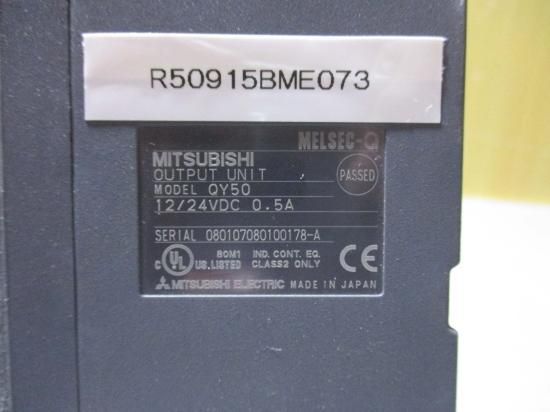 R50915BME073
MELSEC-Q
MITSUBISHI
OUTPUT UNIT
MODEL QY50
PASSED
12/24VDC 0.5A
SERIAL 080107080100178-A
80M1 IND. CONT. EQ.
C UL US LISTED CLASS2 ONLY CE
MITSUBISHI ELECTRIC MADE IN JAPAN